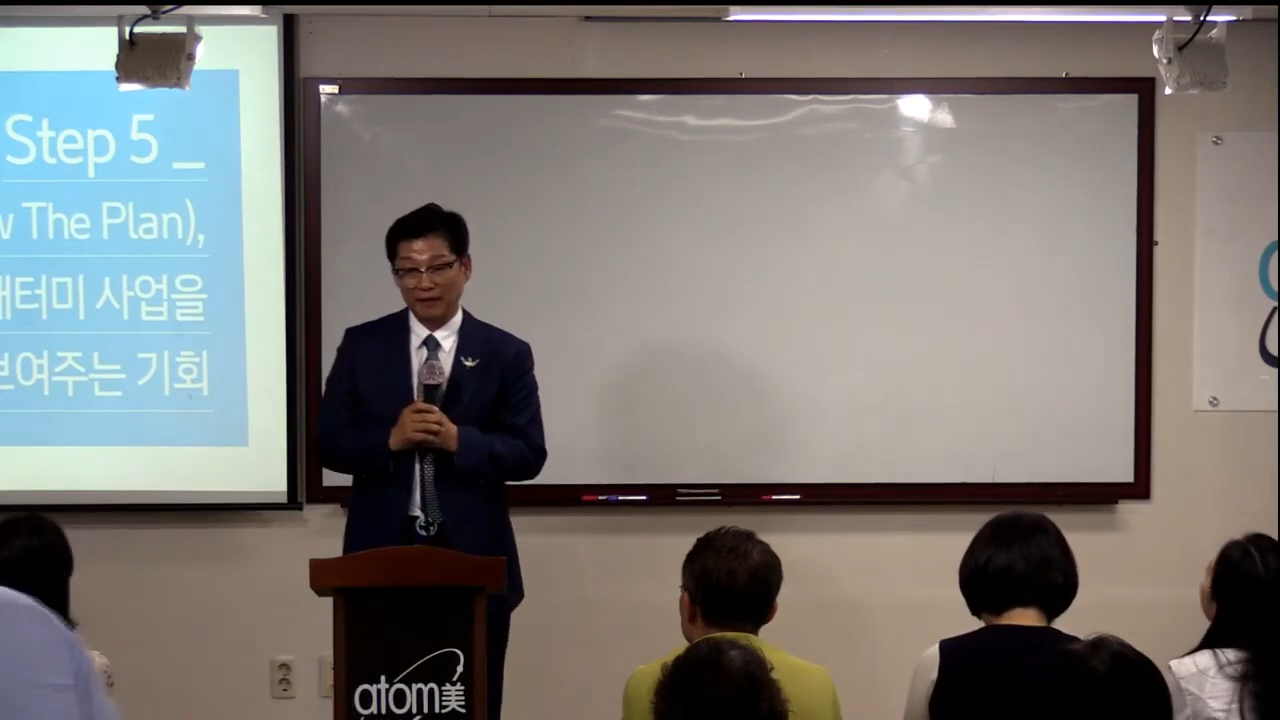 Step 5 _
The Plan),
애터미 사업을
보여주는 기회
atom美